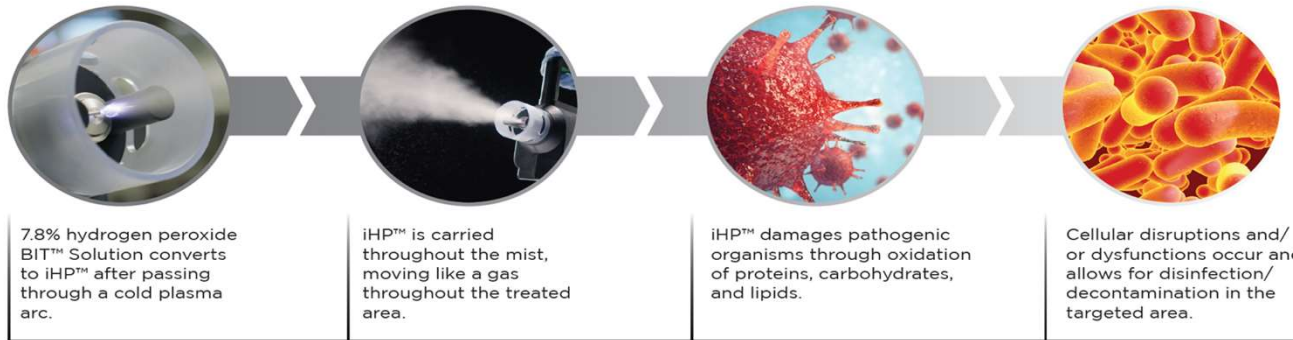 7.8% hydrogen peroxide
BIT™ Solution converts
to iHP™ after passing
through a cold plasma
arc.
iHP™ is carried
throughout the mist,
moving like a gas
throughout the treated
area.
iHP™ damages pathogenic
organisms through oxidation
of proteins, carbohydrates,
and lipids.
Cellular disruptions and/
or dysfunctions occur and
allows for disinfection/
decontamination in the
targeted area.